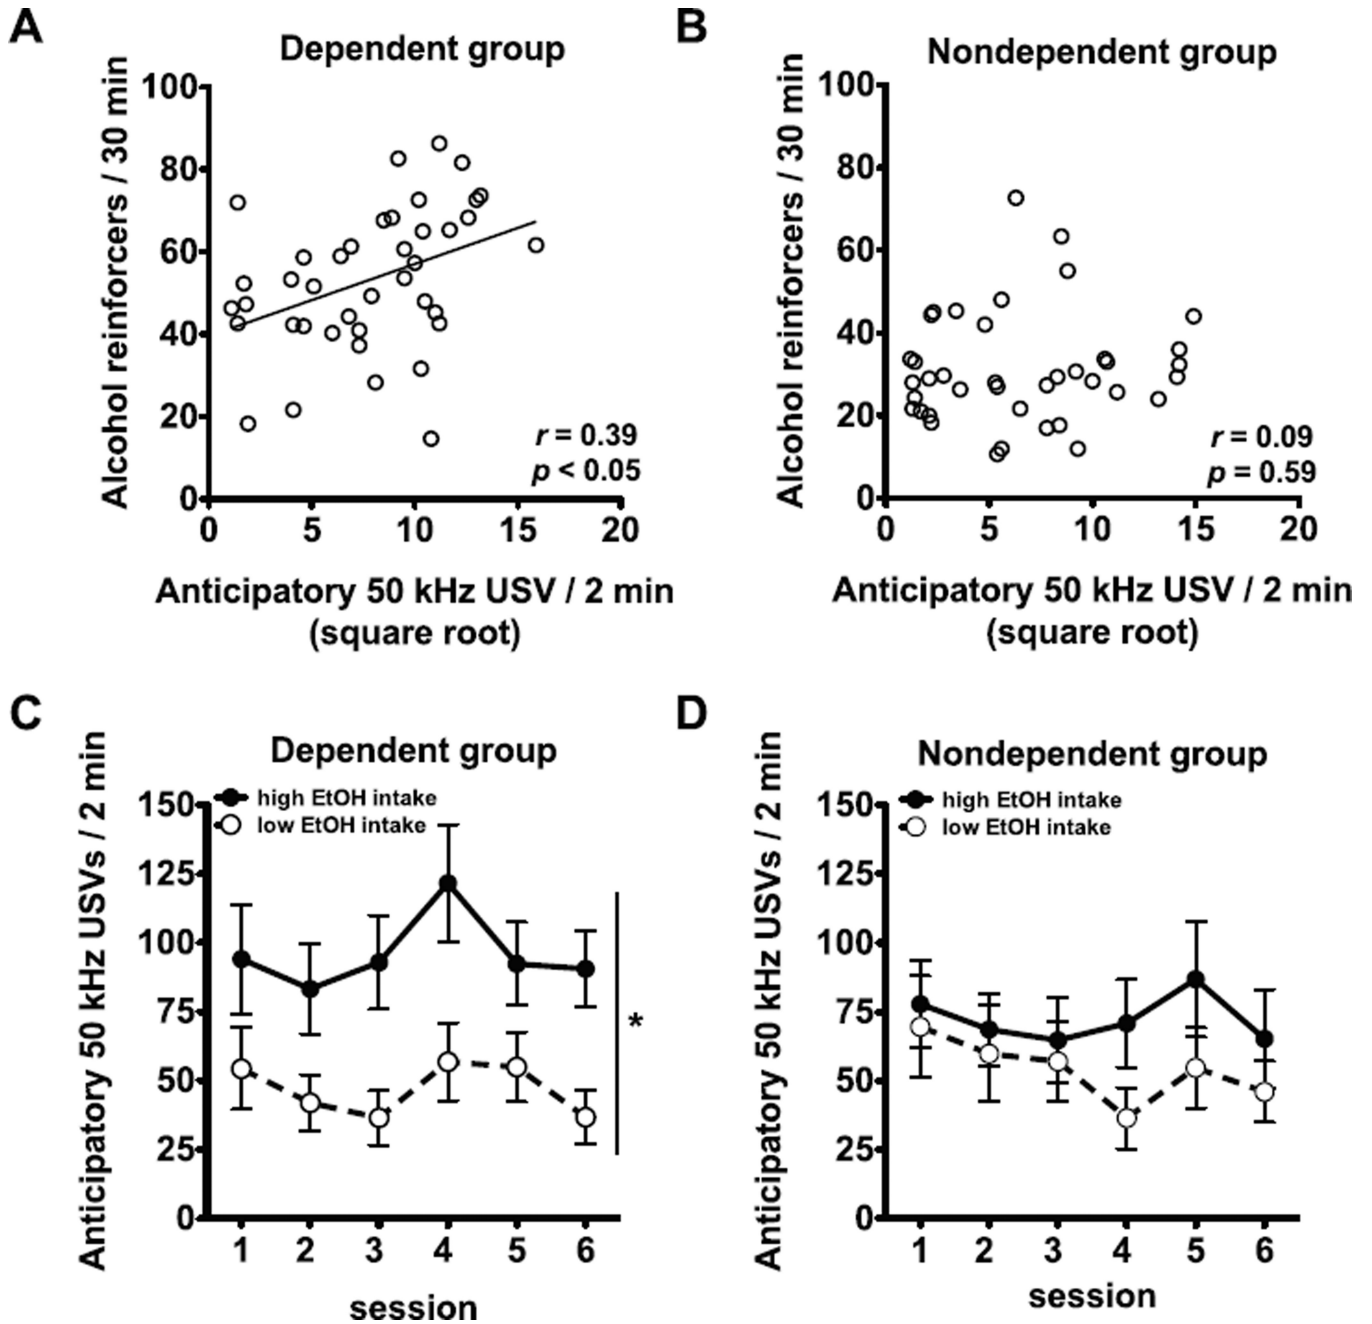 A
Dependent group
Alcohol reinforcers / 30 min
100
80
60
40
20
0
0 5 10 15 20
r = 0.39
p < 0.05
Anticipatory 50 kHz USV / 2 min
(square root)
B
Nondependent group
Alcohol reinforcers / 30 min
100
80
60
40
20
0
0 5 10 15 20
r = 0.09
p = 0.59
Anticipatory 50 kHz USV / 2 min
(square root)
C
Dependent group
Anticipatory 50 kHz USVs / 2 min
150
125
100
75
50
25
0
high EtOH intake
low EtOH intake
*
1 2 3 4 5 6
session
D
Nondependent group
Anticipatory 50 kHz USVs / 2 min
150
125
100
75
50
25
0
high EtOH intake
low EtOH intake
1 2 3 4 5 6
session